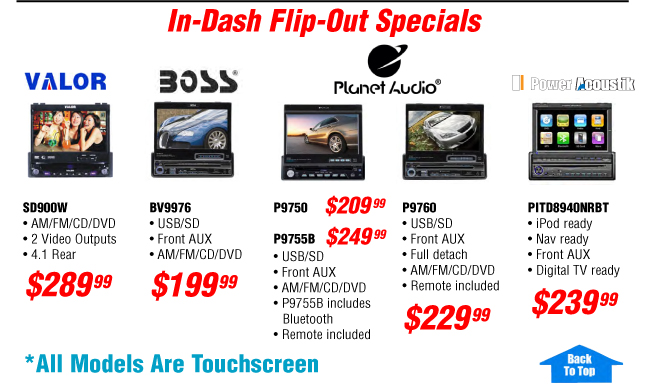 In-Dash Flip-Out Specials
VALOR
BOSS®
Planet Audio®
Power Acoustik
SD900W
• AM/FM/CD/DVD
• 2 Video Outputs
• 4.1 Rear
$289.99
BV9976
• USB/SD
• Front AUX
• AM/FM/CD/DVD
$199.99
P9750 $209.99
P9755B $249.99
• USB/SD
• Front AUX
• AM/FM/CD/DVD
• P9755B includes
Bluetooth
• Remote included
P9760
• USB/SD
• Front AUX
• Full detach
• AM/FM/CD/DVD
• Remote included
$229.99
PITD8940NRBT
• iPod ready
• Nav ready
• Front AUX
• Digital TV ready
$239.99
*All Models Are Touchscreen
Back
To Top